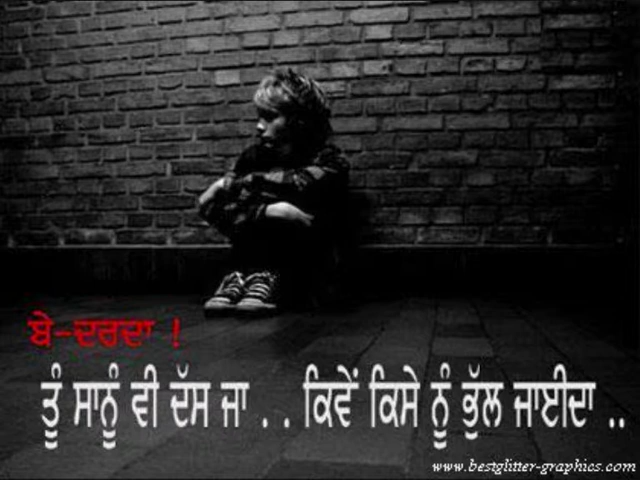 ਬੇ-ਦਰਦਾ !
ਤੂੰ ਸਾਨੂੰ ਵੀ ਦੱਸ ਜਾ . . ਕਿਵੇਂ ਕਿਸੇ ਨੂੰ ਭੁੱਲ ਜਾਈਦਾ ..
www.bestglitter-graphics.com